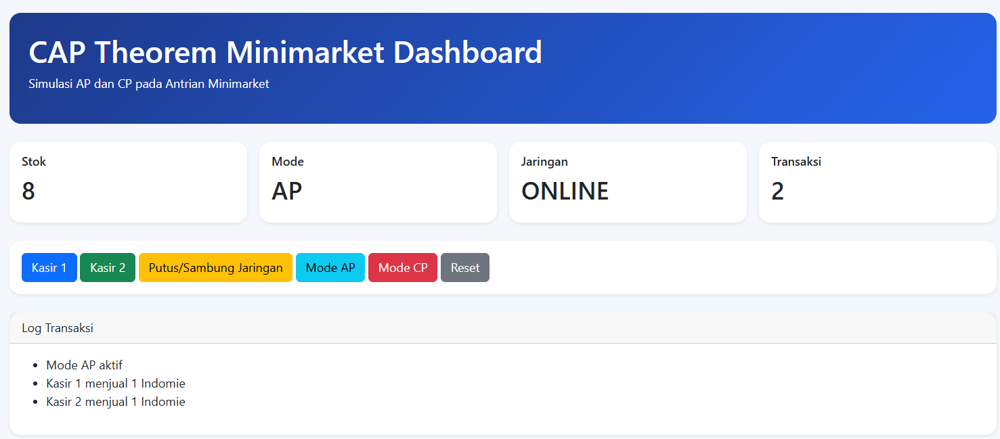 CAP Theorem Minimarket Dashboard
Simulasi AP dan CP pada Antrian Minimarket
Stok
8
Mode
AP
Jaringan
ONLINE
Transaksi
2
Kasir 1 Kasir 2 Putus/Sambung Jaringan Mode AP Mode CP Reset
Log Transaksi
Mode AP aktif
Kasir 1 menjual 1 Indomie
Kasir 2 menjual 1 Indomie